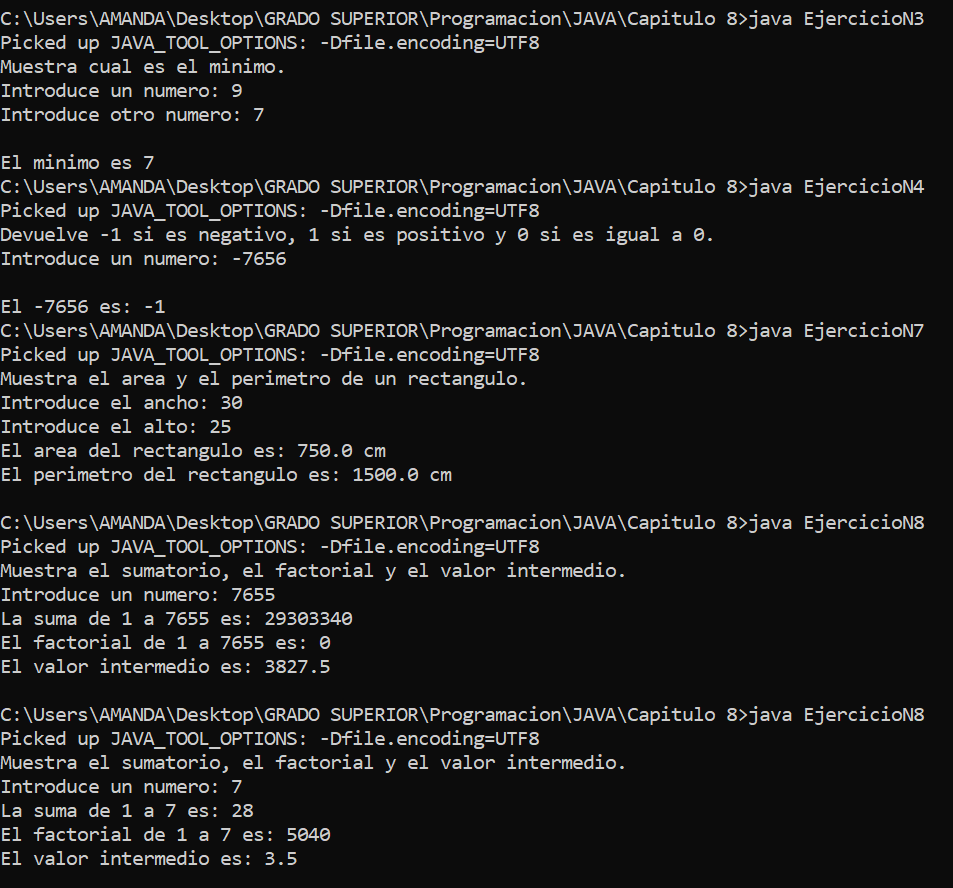 C:\Users\AMANDA\Desktop\GRADO SUPERIOR\Programacion\JAVA\Capitulo 8>java EjercicioN3
Picked up JAVA_TOOL_OPTIONS: -Dfile.encoding=UTF8
Muestra cual es el minimo.
Introduce un numero: 9
Introduce otro numero: 7

El minimo es 7
C:\Users\AMANDA\Desktop\GRADO SUPERIOR\Programacion\JAVA\Capitulo 8>java EjercicioN4
Picked up JAVA_TOOL_OPTIONS: -Dfile.encoding=UTF8
Devuelve -1 si es negativo, 1 si es positivo y 0 si es igual a 0.
Introduce un numero: -7656

El -7656 es: -1
C:\Users\AMANDA\Desktop\GRADO SUPERIOR\Programacion\JAVA\Capitulo 8>java EjercicioN7
Picked up JAVA_TOOL_OPTIONS: -Dfile.encoding=UTF8
Muestra el area y el perimetro de un rectangulo.
Introduce el ancho: 30
Introduce el alto: 25
El area del rectangulo es: 750.0 cm
El perimetro del rectangulo es: 1500.0 cm

C:\Users\AMANDA\Desktop\GRADO SUPERIOR\Programacion\JAVA\Capitulo 8>java EjercicioN8
Picked up JAVA_TOOL_OPTIONS: -Dfile.encoding=UTF8
Muestra el sumatorio, el factorial y el valor intermedio.
Introduce un numero: 7655
La suma de 1 a 7655 es: 29303340
El factorial de 1 a 7655 es: 0
El valor intermedio es: 3827.5

C:\Users\AMANDA\Desktop\GRADO SUPERIOR\Programacion\JAVA\Capitulo 8>java EjercicioN8
Picked up JAVA_TOOL_OPTIONS: -Dfile.encoding=UTF8
Muestra el sumatorio, el factorial y el valor intermedio.
Introduce un numero: 7
La suma de 1 a 7 es: 28
El factorial de 1 a 7 es: 5040
El valor intermedio es: 3.5